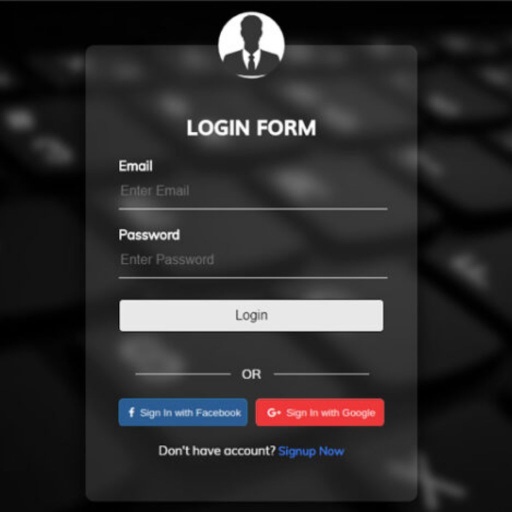 LOGIN FORM
Email
Enter Email
Password
Enter Password
Login
OR
Sign In with Facebook
G+ Sign In with Google
Don't have account? Signup Now